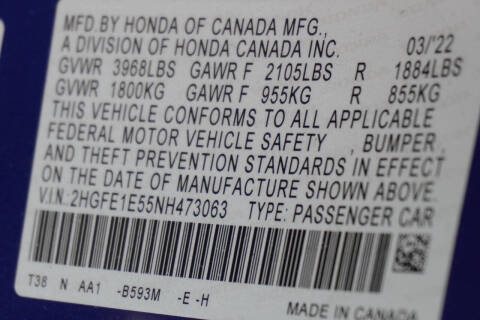 MFD.BY HONDA OF CANADA MFG.,
A DIVISION OF HONDA CANADA INC. 03/'22
GVWR 3968LBS GAWR F 2105LBS R 1884LBS
GVWR 1800KG GAWR F 955KG R 855KG
THIS VEHICLE CONFORMS TO ALL APPLICABLE
FEDERAL MOTOR VEHICLE SAFETY , BUMPER,
AND THEFT PREVENTION STANDARDS IN EFFECT
ON THE DATE OF MANUFACTURE SHOWN ABOVE.
V.I.N: 2HGFE1E55NH473063 TYPE: PASSENGER CAR
T38 N AA1 -B593M -E -H
MADE IN CANADA